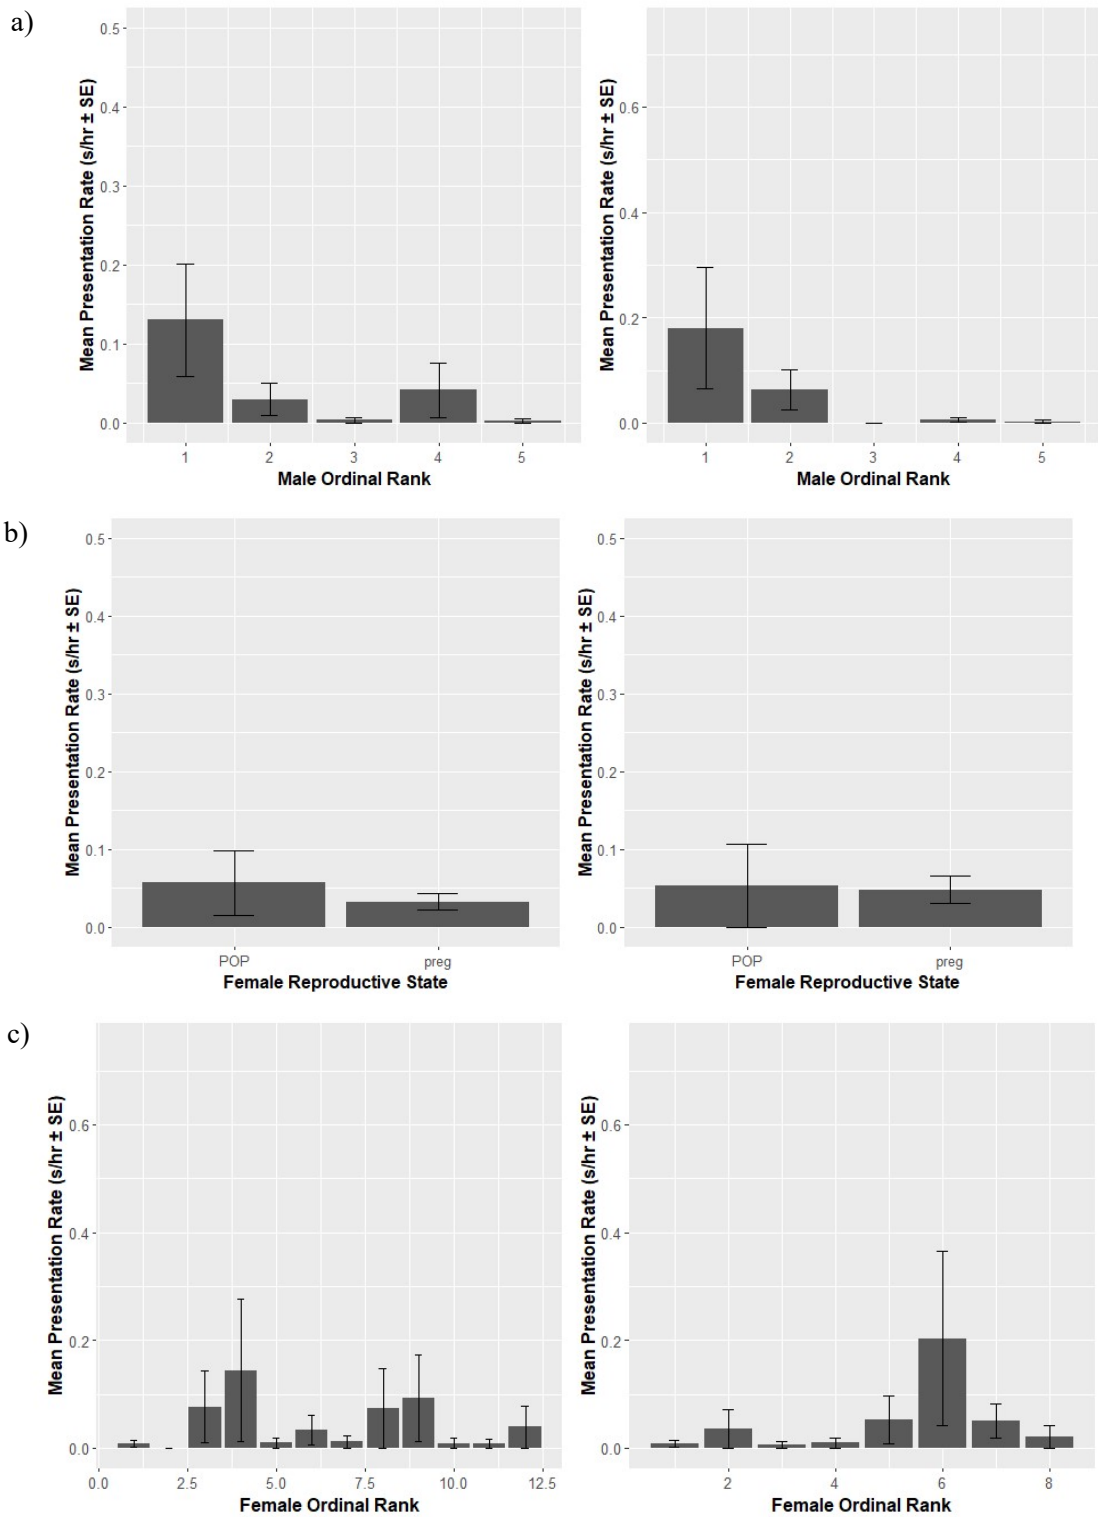 a)
Mean Presentation Rate (s/hr ± SE)
0.5
0.4
0.3
0.2
0.1
0.0
1 2 3 4 5
Male Ordinal Rank
Mean Presentation Rate (s/hr ± SE)
0.6
0.4
0.2
0.0
1 2 3 4 5
Male Ordinal Rank
b)
Mean Presentation Rate (s/hr ± SE)
0.5
0.4
0.3
0.2
0.1
0.0
POP preg
Female Reproductive State
Mean Presentation Rate (s/hr ± SE)
0.5
0.4
0.3
0.2
0.1
0.0
POP preg
Female Reproductive State
c)
Mean Presentation Rate (s/hr ± SE)
0.6
0.4
0.2
0.0
0.0 2.5 5.0 7.5 10.0 12.5
Female Ordinal Rank
Mean Presentation Rate (s/hr ± SE)
0.6
0.4
0.2
0.0
2 4 6 8
Female Ordinal Rank